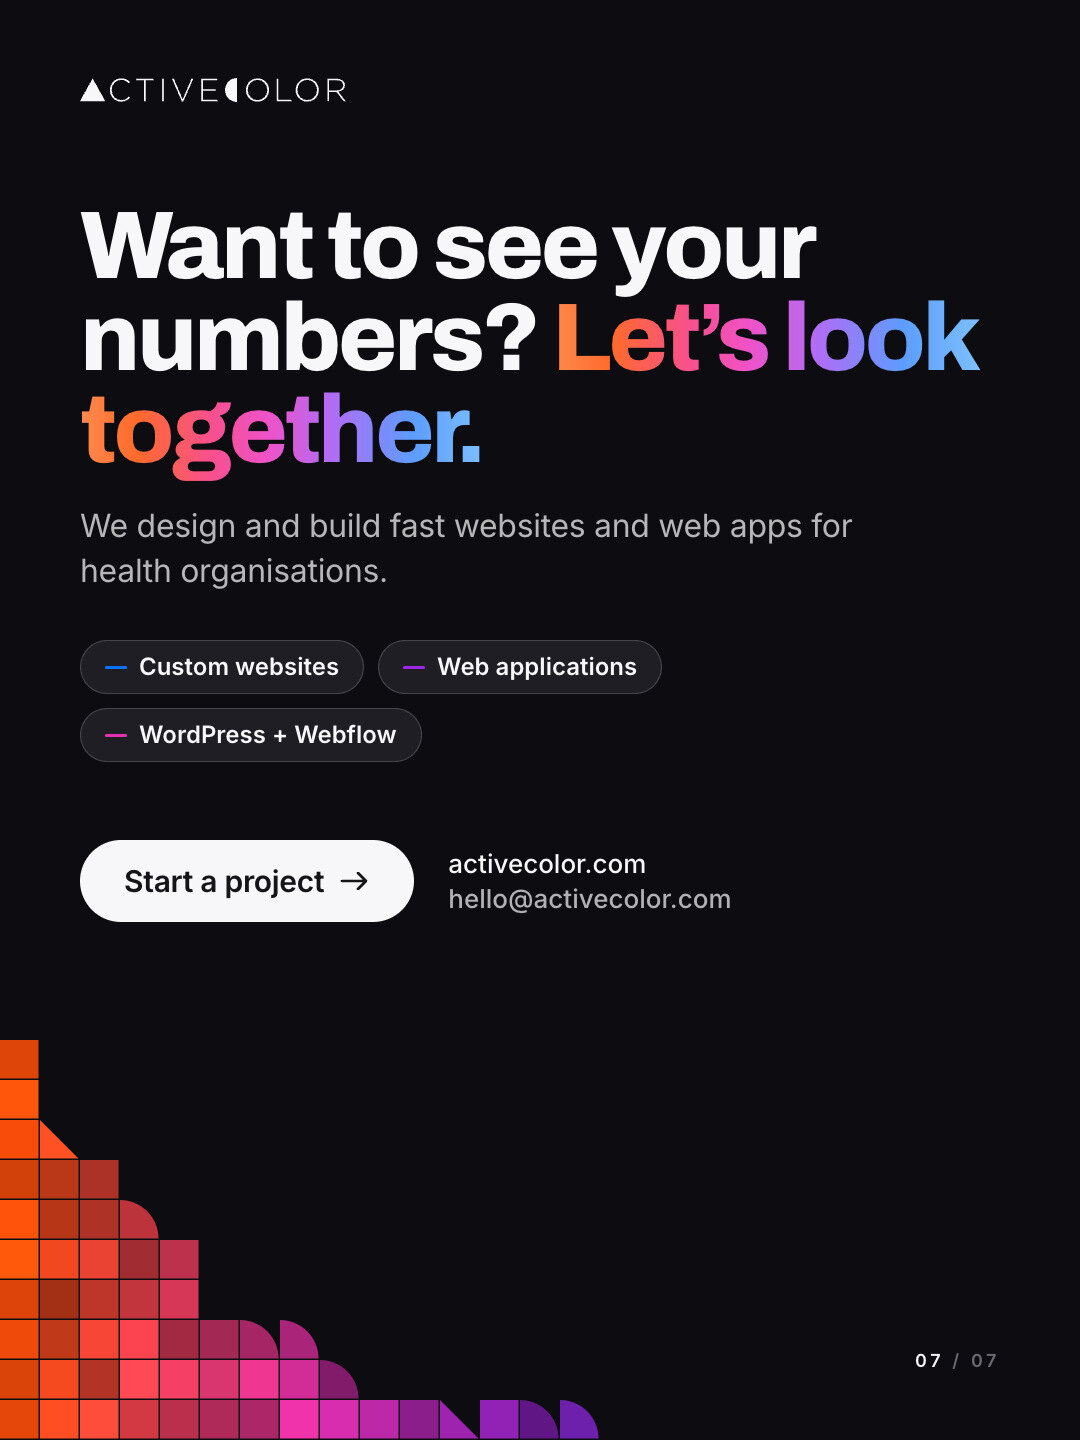 ACTIVECOLOR
Want to see your
numbers? Let’s look
together.
We design and build fast websites and web apps for
health organisations.
Custom websites
Web applications
WordPress + Webflow
Start a project →
activecolor.com
hello@activecolor.com
07 / 07